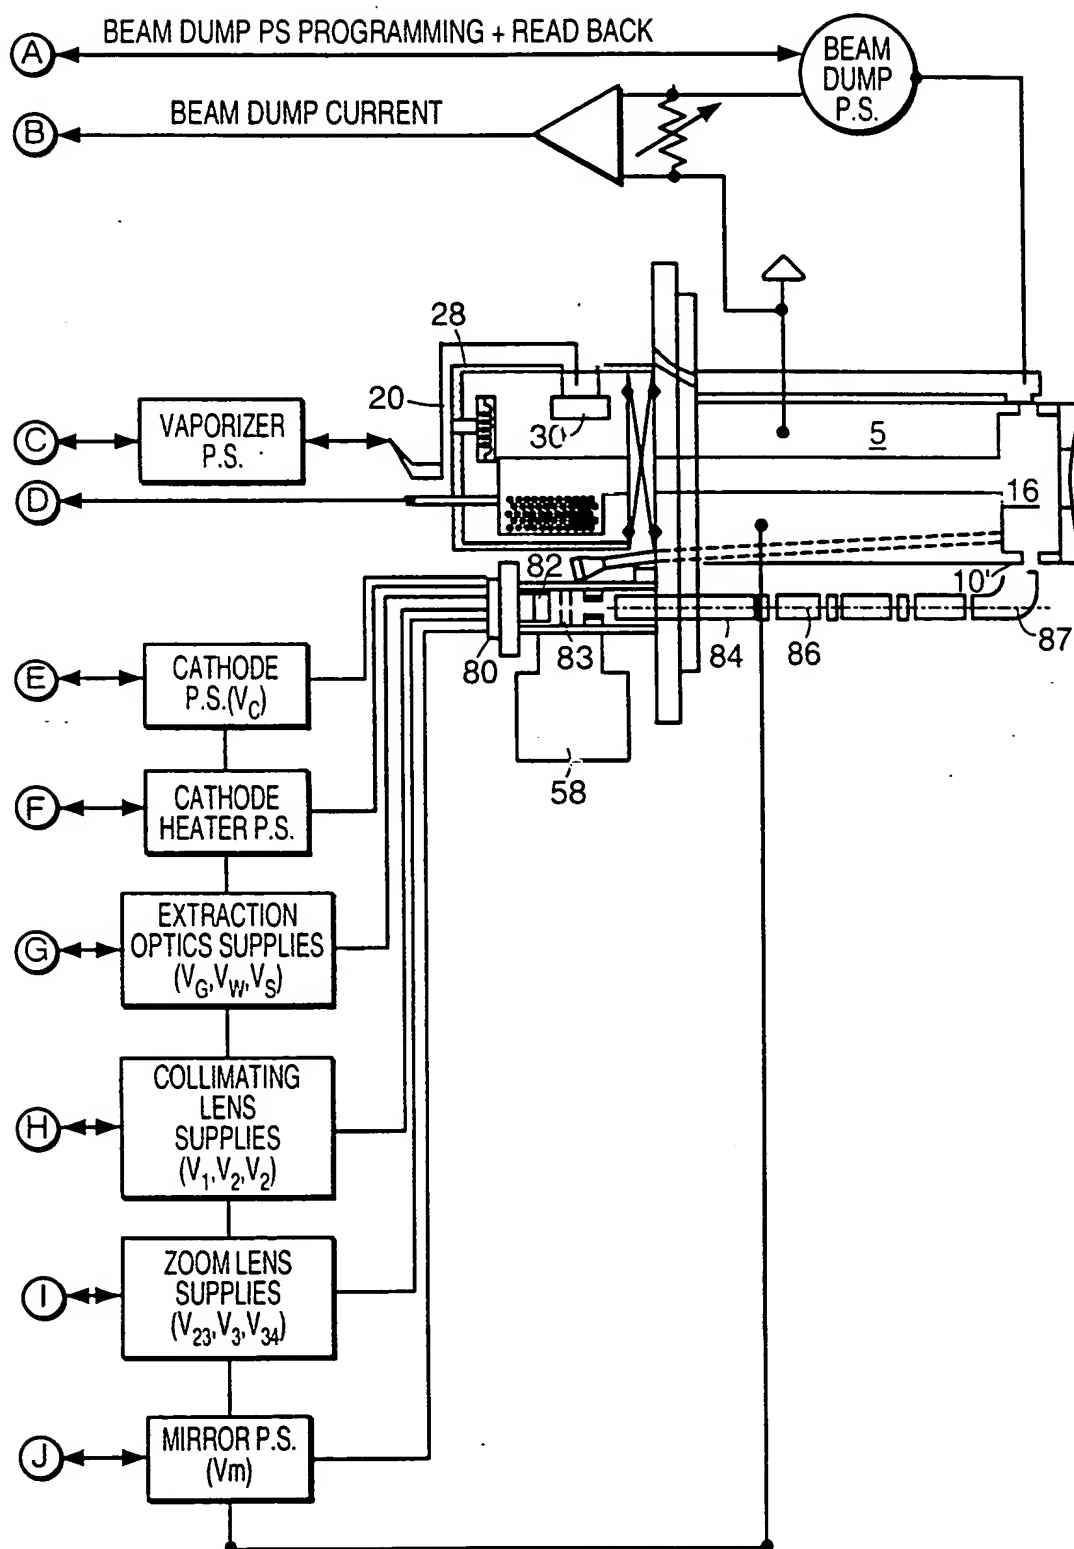 A
BEAM DUMP PS PROGRAMMING + READ BACK
BEAM
DUMP
P.S.
B
BEAM DUMP CURRENT
28
20
30
5
C
VAPORIZER
P.S.
D
16
82
10'
80
83
84
86
87
58
E
CATHODE
P.S.(VC)
F
CATHODE
HEATER P.S.
G
EXTRACTION
OPTICS SUPPLIES
(VG,VW,VS)
H
COLLIMATING
LENS
SUPPLIES
(V1,V2,V2)
I
ZOOM LENS
SUPPLIES
(V23,V3,V34)
J
MIRROR P.S.
(Vm)